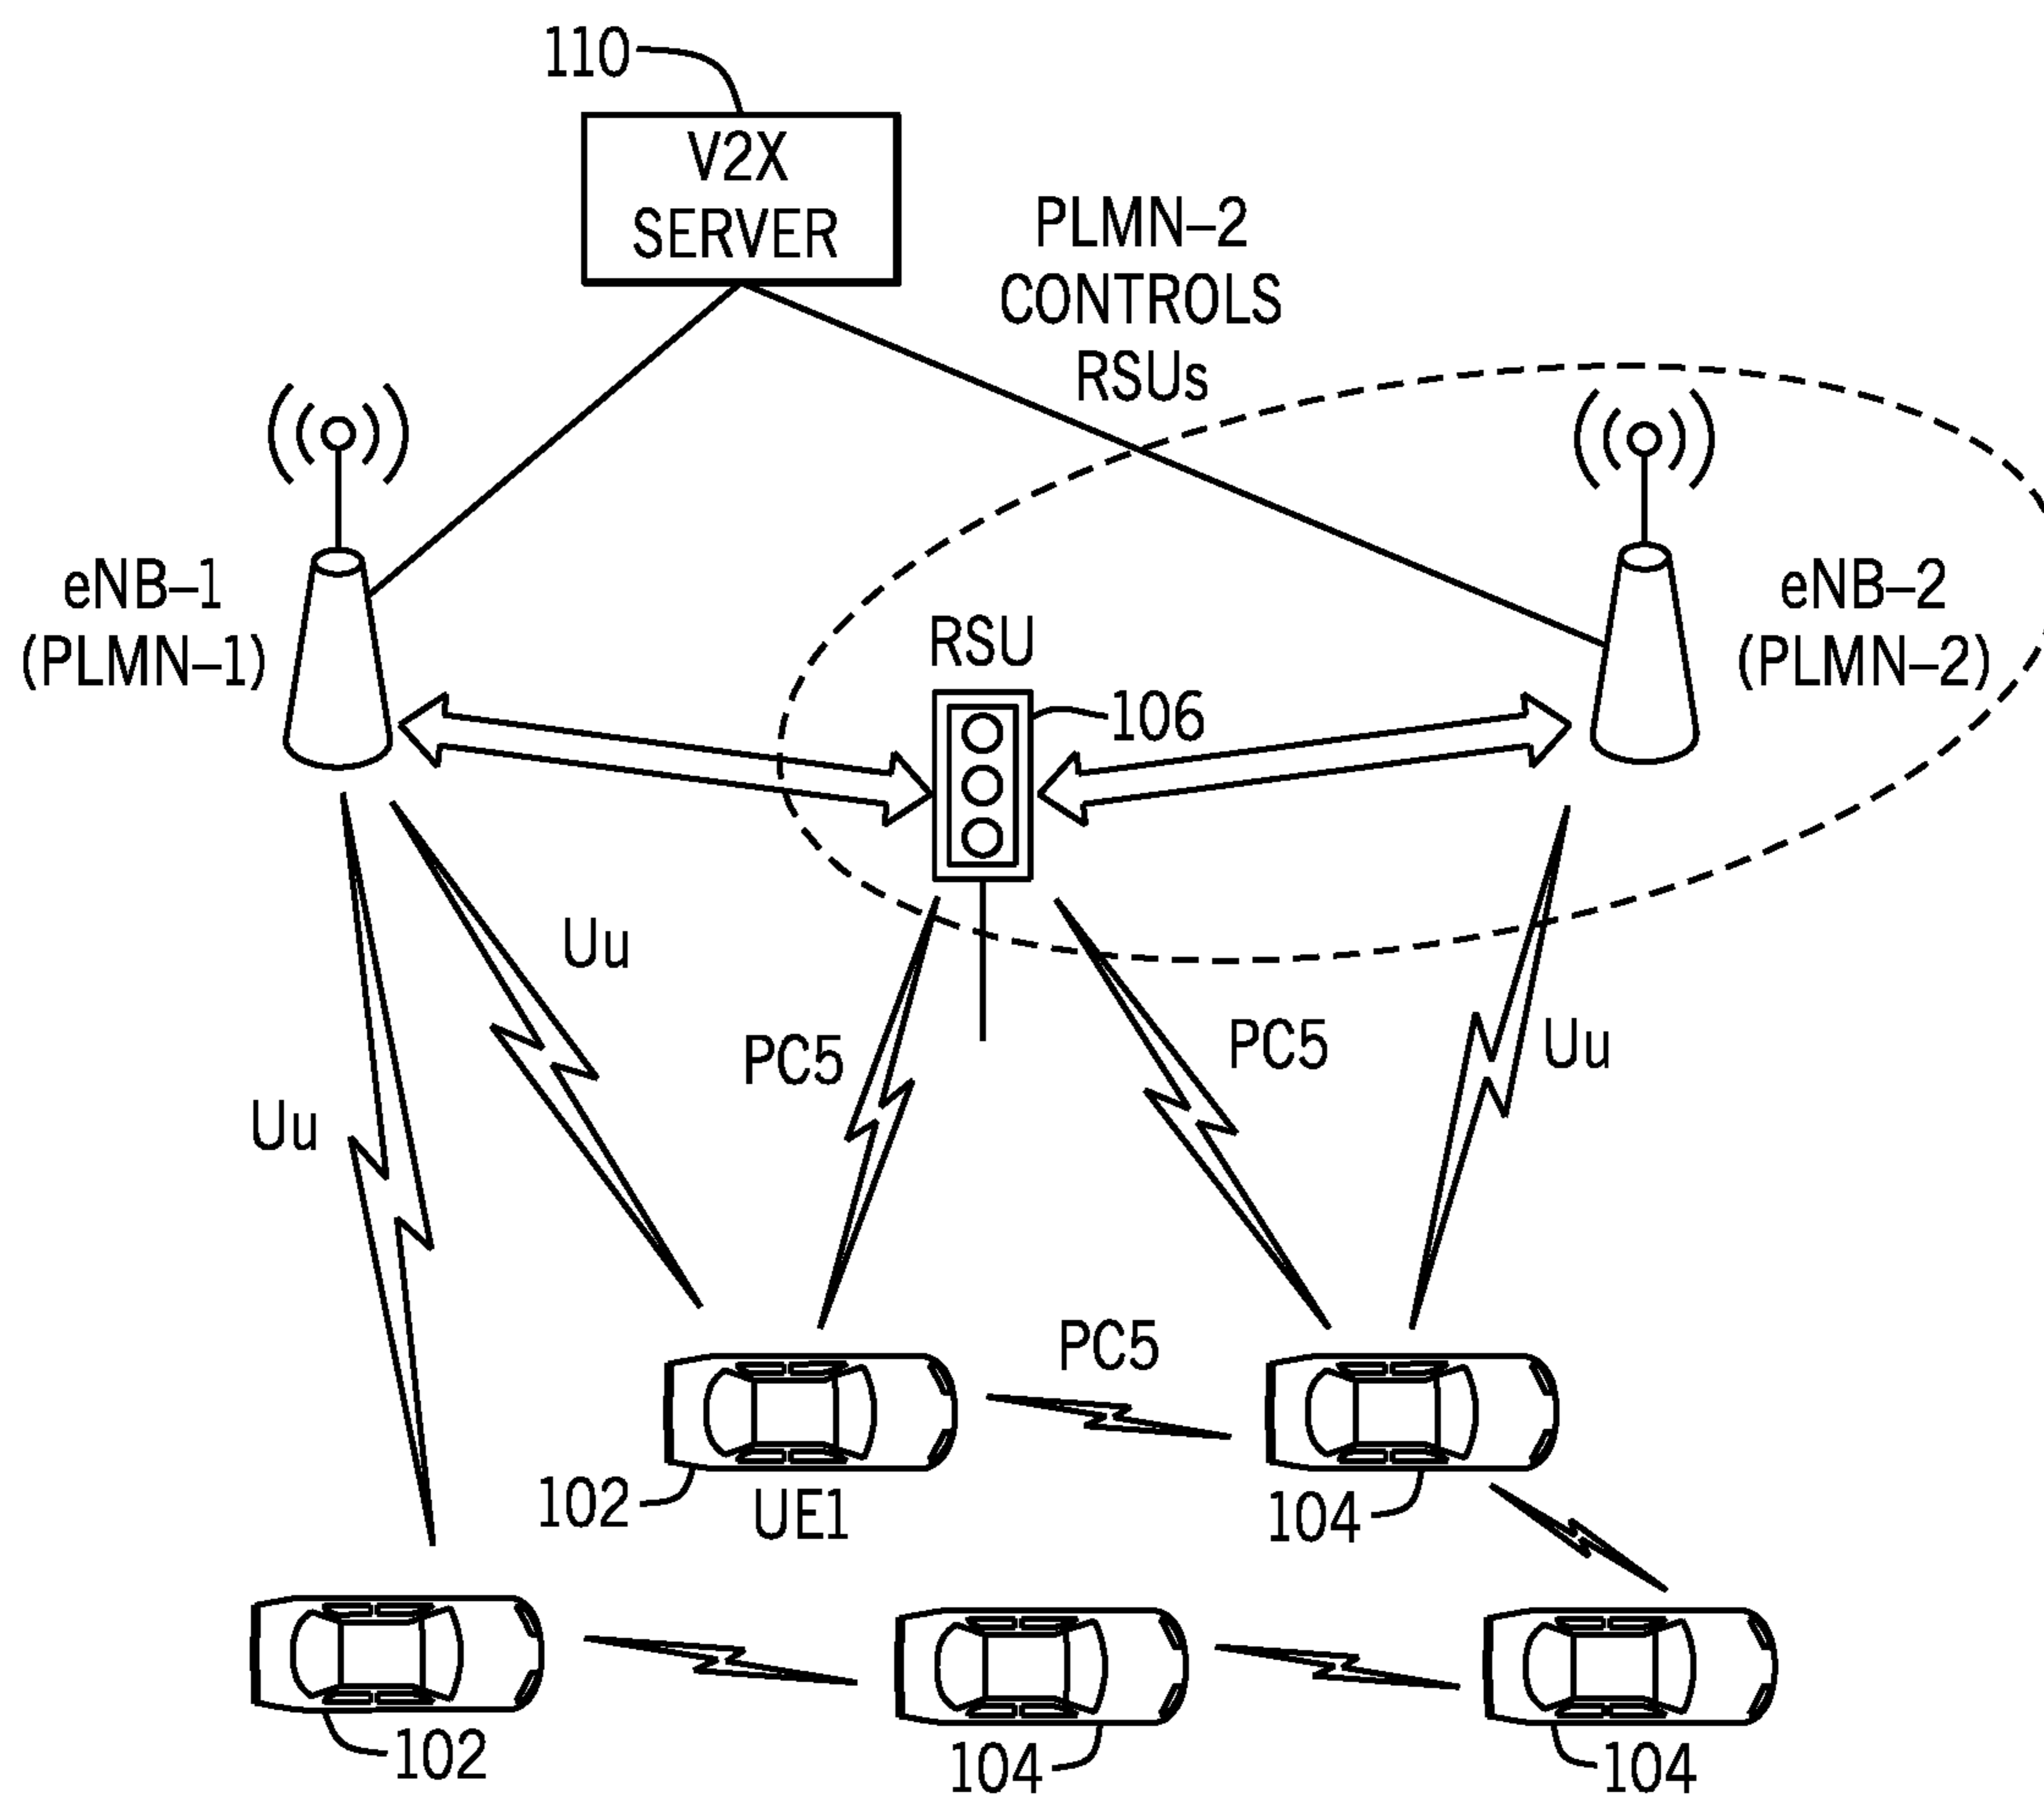 110
V2X
SERVER
PLMN–2
CONTROLS
RSUs
eNB–1
(PLMN–1)
eNB–2
(PLMN–2)
RSU
106
Uu
PC5
PC5
Uu
Uu
PC5
102
UE1
104
102
104
104